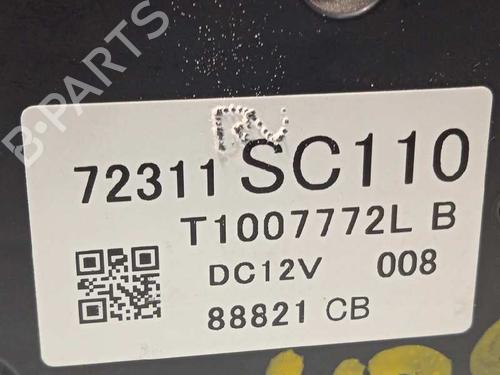 B-PARTS
72311 SC110
T1007772L B
DC12V 008
88821 CB